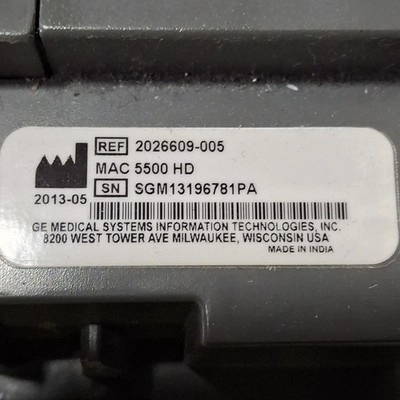 REF 2026609-005
MAC 5500 HD
2013-05 SN SGM13196781PA
GE MEDICAL SYSTEMS INFORMATION TECHNOLOGIES, INC.
8200 WEST TOWER AVE MILWAUKEE, WISCONSIN USA
MADE IN INDIA